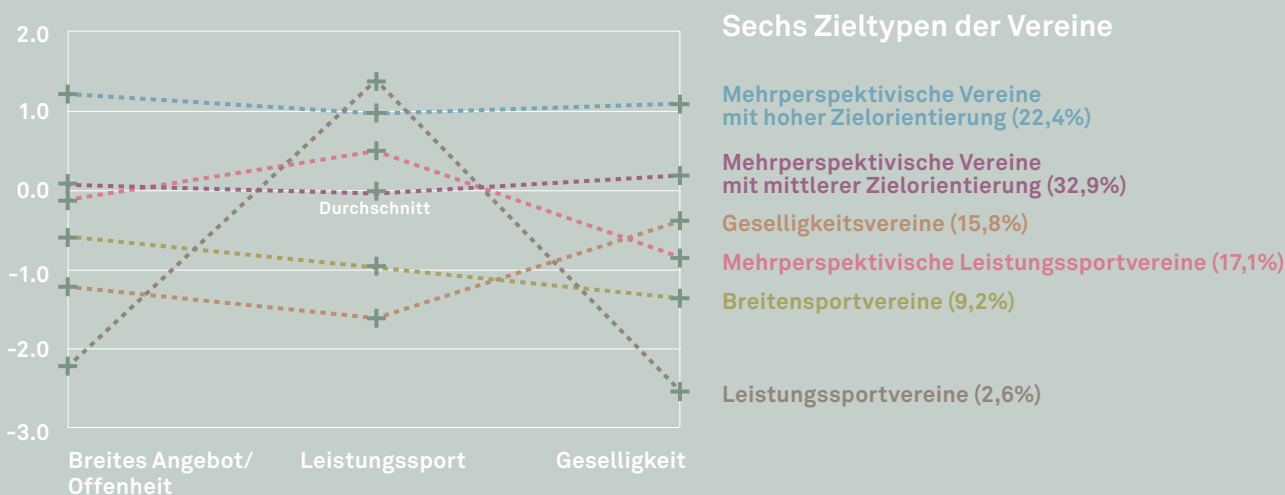 Sechs Zieltypen der Vereine
2.0
1.0
0.0
-1.0
-2.0
-3.0
Durchschnitt
Breites Angebot/
Offenheit
Leistungssport
Geselligkeit
Mehrperspektivische Vereine
mit hoher Zielorientierung (22,4%)
Mehrperspektivische Vereine
mit mittlerer Zielorientierung (32,9%)
Geselligkeitsvereine (15,8%)
Mehrperspektivische Leistungssportvereine (17,1%)
Breitensportvereine (9,2%)
Leistungssportvereine (2,6%)